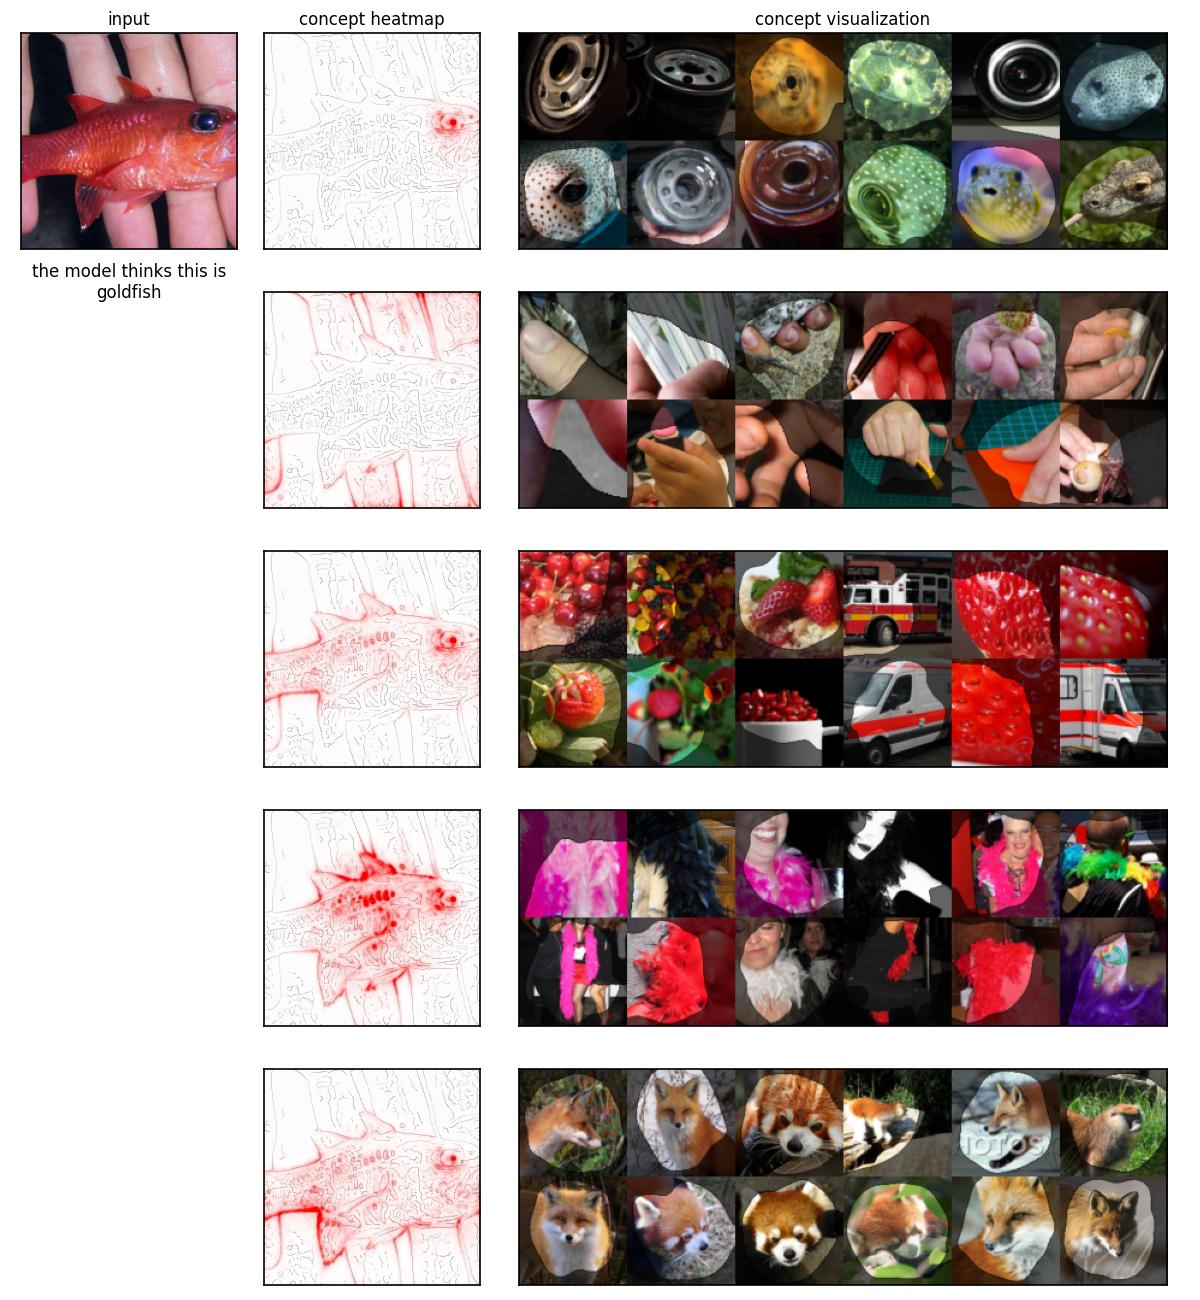 input
concept heatmap
concept visualization
the model thinks this is
goldfish